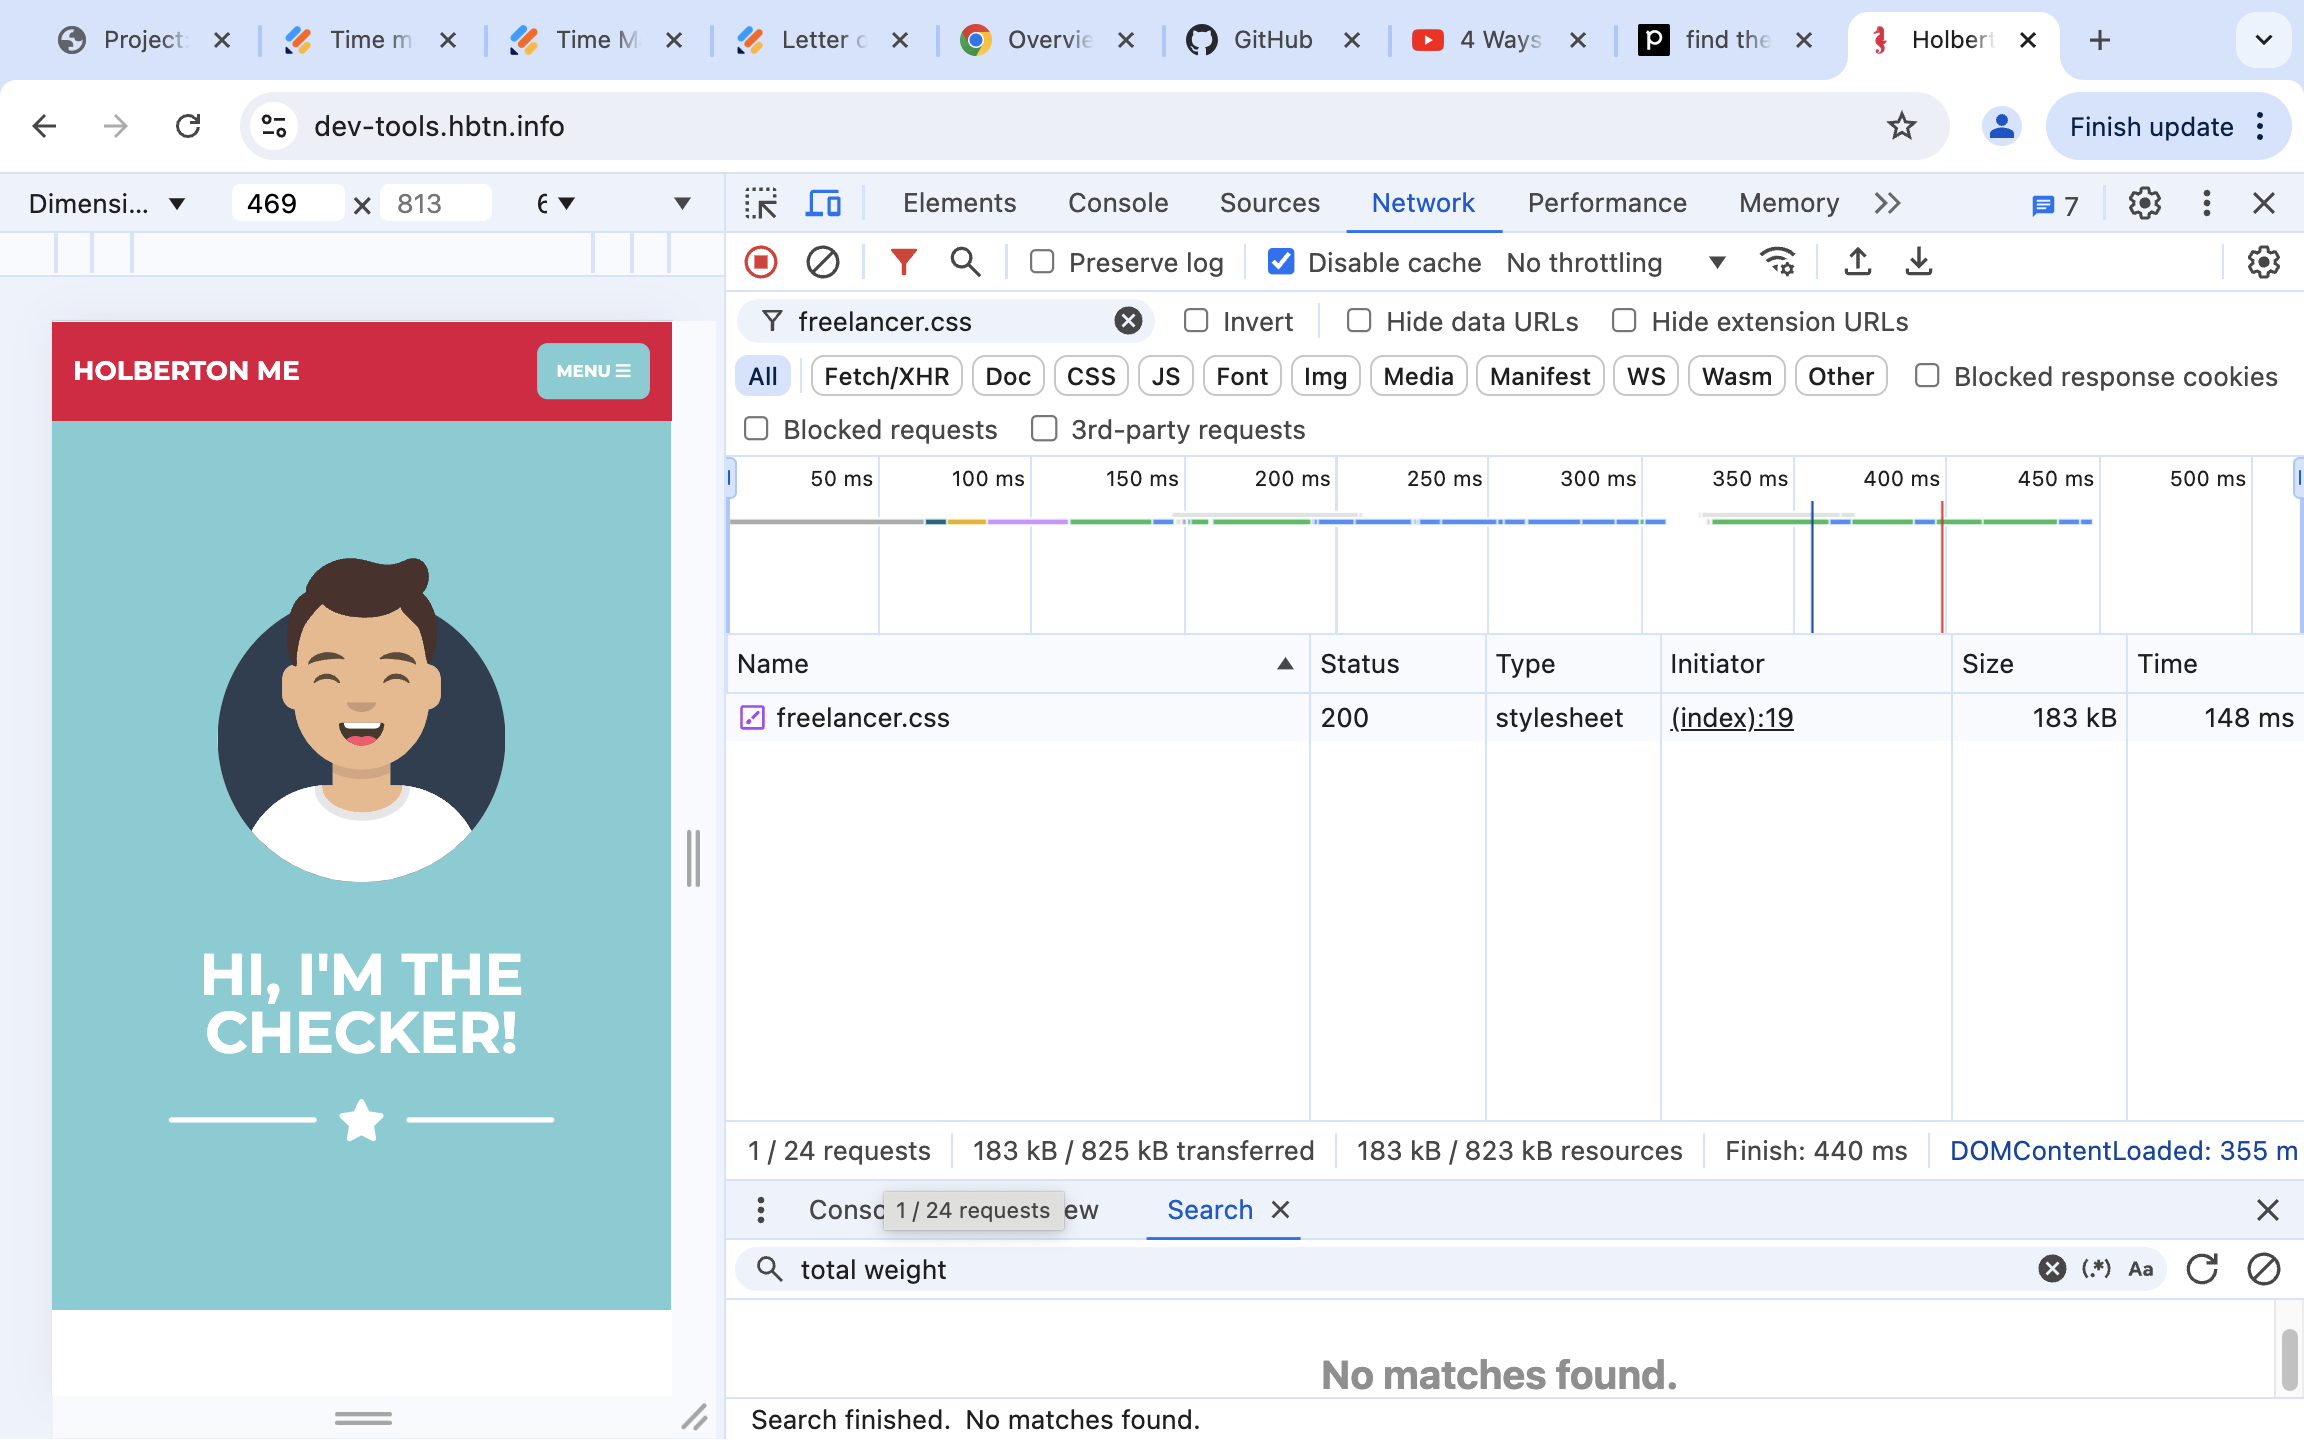 Project:
Time m
Time M
Letter o
Overvie
GitHub
4 Ways
find the
Holbert
dev-tools.hbtn.info
Finish update
Dimensi... 469 × 813 6
Elements Console Sources Network Performance Memory 7
Preserve log Disable cache No throttling
freelancer.css Invert Hide data URLs Hide extension URLs
All Fetch/XHR Doc CSS JS Font Img Media Manifest WS Wasm Other Blocked response cookies
Blocked requests 3rd-party requests
50 ms 100 ms 150 ms 200 ms 250 ms 300 ms 350 ms 400 ms 450 ms 500 ms
Name Status Type Initiator Size Time
freelancer.css 200 stylesheet (index):19 183 kB 148 ms
1 / 24 requests 183 kB / 825 kB transferred 183 kB / 823 kB resources Finish: 440 ms DOMContentLoaded: 355 m
Consc 1 / 24 requests ew Search
total weight (.*) Aa
No matches found.
Search finished. No matches found.
HOLBERTON ME
MENU
HI, I'M THE
CHECKER!